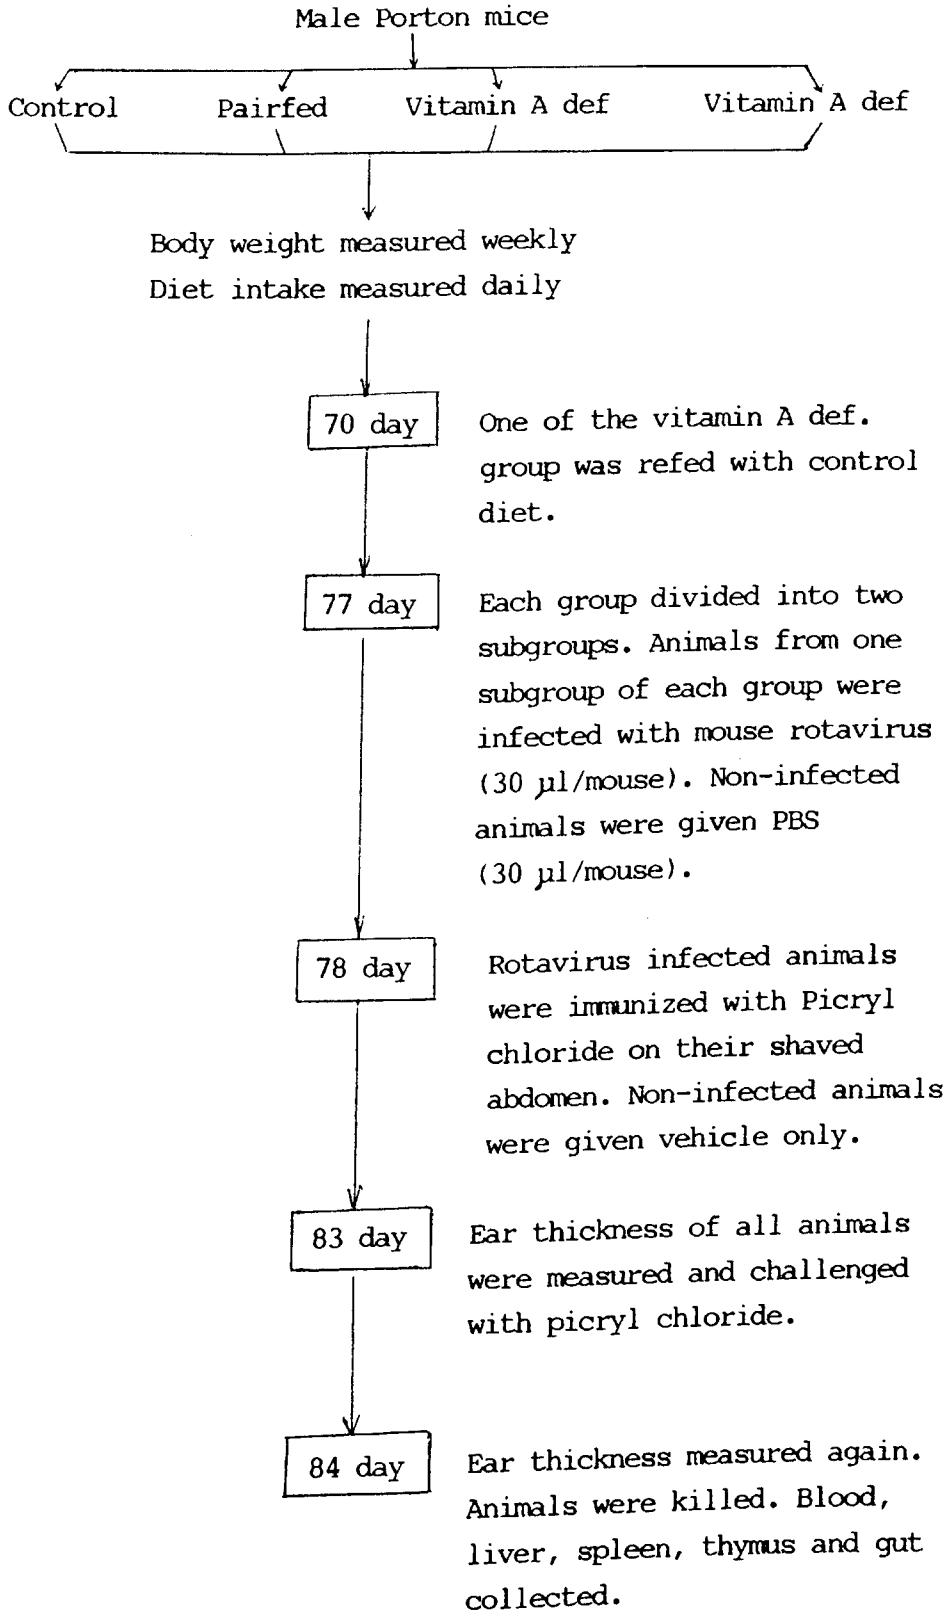 Male Porton mice
Control Pairfed Vitamin A def Vitamin A def
Body weight measured weekly
Diet intake measured daily
70 day
One of the vitamin A def.
group was refed with control
diet.
77 day
Each group divided into two
subgroups. Animals from one
subgroup of each group were
infected with mouse rotavirus
(30 µl/mouse). Non-infected
animals were given PBS
(30 µl/mouse).
78 day
Rotavirus infected animals
were immunized with Picryl
chloride on their shaved
abdomen. Non-infected animals
were given vehicle only.
83 day
Ear thickness of all animals
were measured and challenged
with picryl chloride.
84 day
Ear thickness measured again.
Animals were killed. Blood,
liver, spleen, thymus and gut
collected.